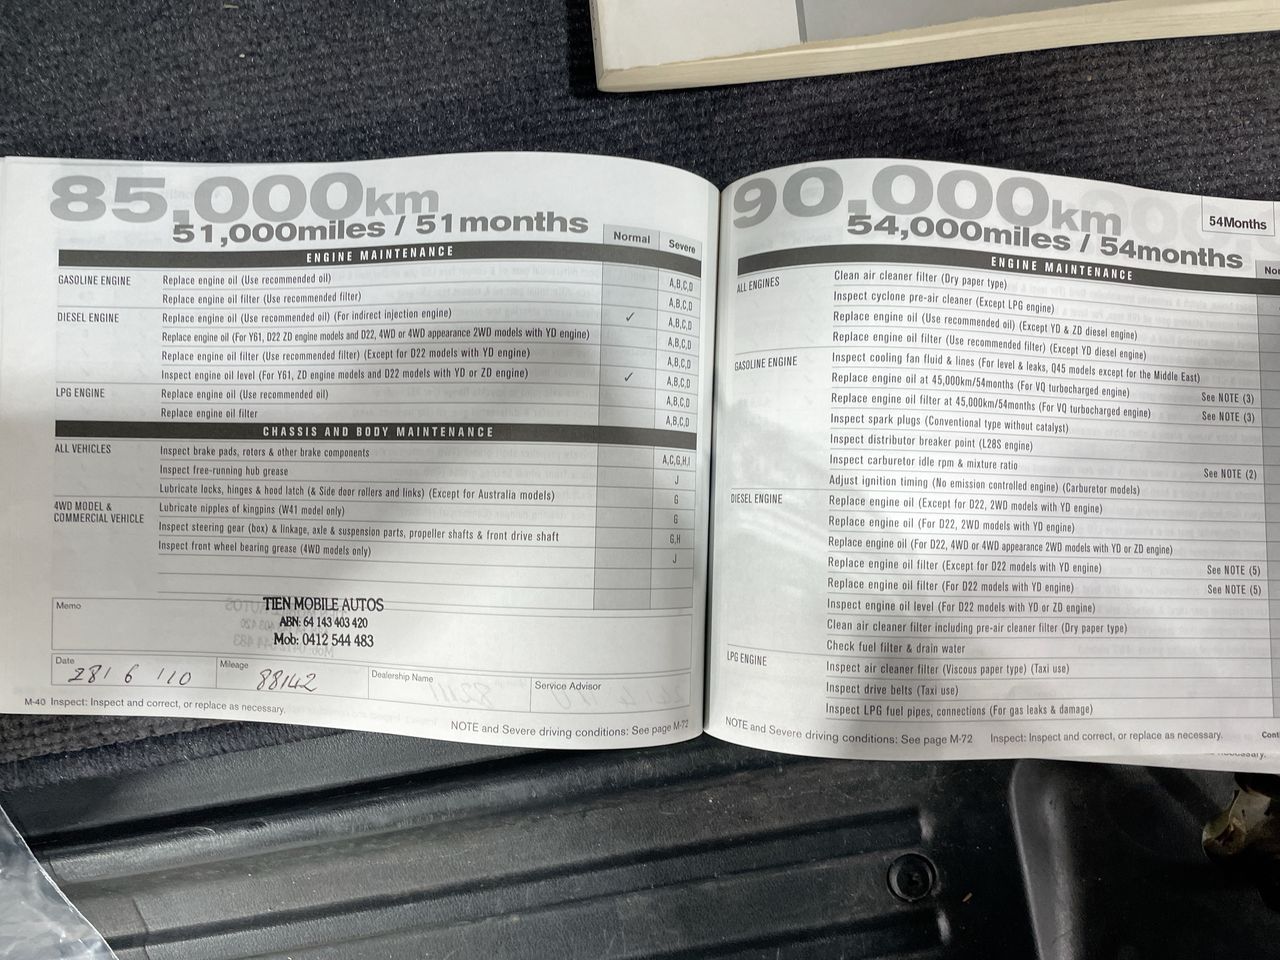 85,000km
51,000miles / 51months
Normal Severe
ENGINE MAINTENANCE
GASOLINE ENGINE Replace engine oil (Use recommended oil) A,B,C,D
Replace engine oil filter (Use recommended filter) A,B,C,D
DIESEL ENGINE Replace engine oil (Use recommended oil) (For indirect injection engine) ✓ A,B,C,D
Replace engine oil (For Y61, D22 ZD engine models and D22, 4WD or 4WD appearance 2WD models with YD engine) A,B,C,D
Replace engine oil filter (Use recommended filter) (Except for D22 models with YD engine) A,B,C,D
Inspect engine oil level (For Y61, ZD engine models and D22 models with YD or ZD engine) ✓ A,B,C,D
LPG ENGINE Replace engine oil (Use recommended oil) A,B,C,D
Replace engine oil filter A,B,C,D
CHASSIS AND BODY MAINTENANCE
ALL VEHICLES Inspect brake pads, rotors & other brake components A,C,G,H,I
Inspect free-running hub grease J
Lubricate locks, hinges & hood latch (& Side door rollers and links) (Except for Australia models) G
4WD MODEL & COMMERCIAL VEHICLE Lubricate nipples of kingpins (W41 model only) G
Inspect steering gear (box) & linkage, axle & suspension parts, propeller shafts & front drive shaft G,H
Inspect front wheel bearing grease (4WD models only) J
Memo
TIEN MOBILE AUTOS
ABN: 64 143 403 420
Mob: 0412 544 483
Date 28/ 6 /10 Mileage 88142 Dealership Name Service Advisor
M-40 Inspect: Inspect and correct, or replace as necessary.
NOTE and Severe driving conditions: See page M-72
90,000km
54,000miles / 54months
54Months
ENGINE MAINTENANCE
ALL ENGINES Clean air cleaner filter (Dry paper type)
Inspect cyclone pre-air cleaner (Except LPG engine)
Replace engine oil (Use recommended oil) (Except YD & ZD diesel engine)
Replace engine oil filter (Use recommended filter) (Except YD diesel engine)
GASOLINE ENGINE Inspect cooling fan fluid & lines (For level & leaks, Q45 models except for the Middle East)
Replace engine oil at 45,000km/54months (For VQ turbocharged engine) See NOTE (3)
Replace engine oil filter at 45,000km/54months (For VQ turbocharged engine) See NOTE (3)
Inspect spark plugs (Conventional type without catalyst)
Inspect distributor breaker point (L28S engine)
Inspect carburetor idle rpm & mixture ratio See NOTE (2)
Adjust ignition timing (No emission controlled engine) (Carburetor models)
DIESEL ENGINE Replace engine oil (Except for D22, 2WD models with YD engine)
Replace engine oil (For D22, 2WD models with YD engine)
Replace engine oil (For D22, 4WD or 4WD appearance 2WD models with YD or ZD engine)
Replace engine oil filter (Except for D22 models with YD engine) See NOTE (5)
Replace engine oil filter (For D22 models with YD engine) See NOTE (5)
Inspect engine oil level (For D22 models with YD or ZD engine)
Clean air cleaner filter including pre-air cleaner filter (Dry paper type)
Check fuel filter & drain water
LPG ENGINE Inspect air cleaner filter (Viscous paper type) (Taxi use)
Inspect drive belts (Taxi use)
Inspect LPG fuel pipes, connections (For gas leaks & damage)
NOTE and Severe driving conditions: See page M-72 Inspect: Inspect and correct, or replace as necessary.